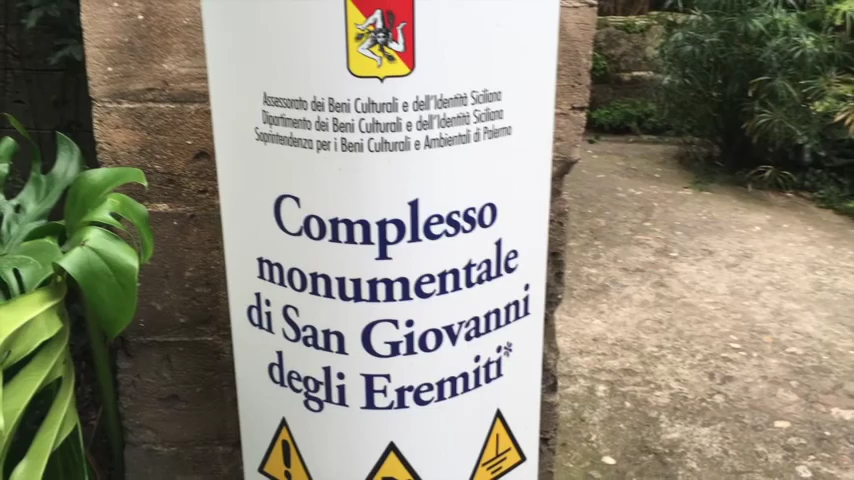 Assessorato dei Beni Culturali e dell'Identità Siciliana
Dipartimento dei Beni Culturali e dell'Identità Siciliana
Soprintendenza per i Beni Culturali e Ambientali di Palermo
Complesso
monumentale
di San Giovanni
degli Eremiti*